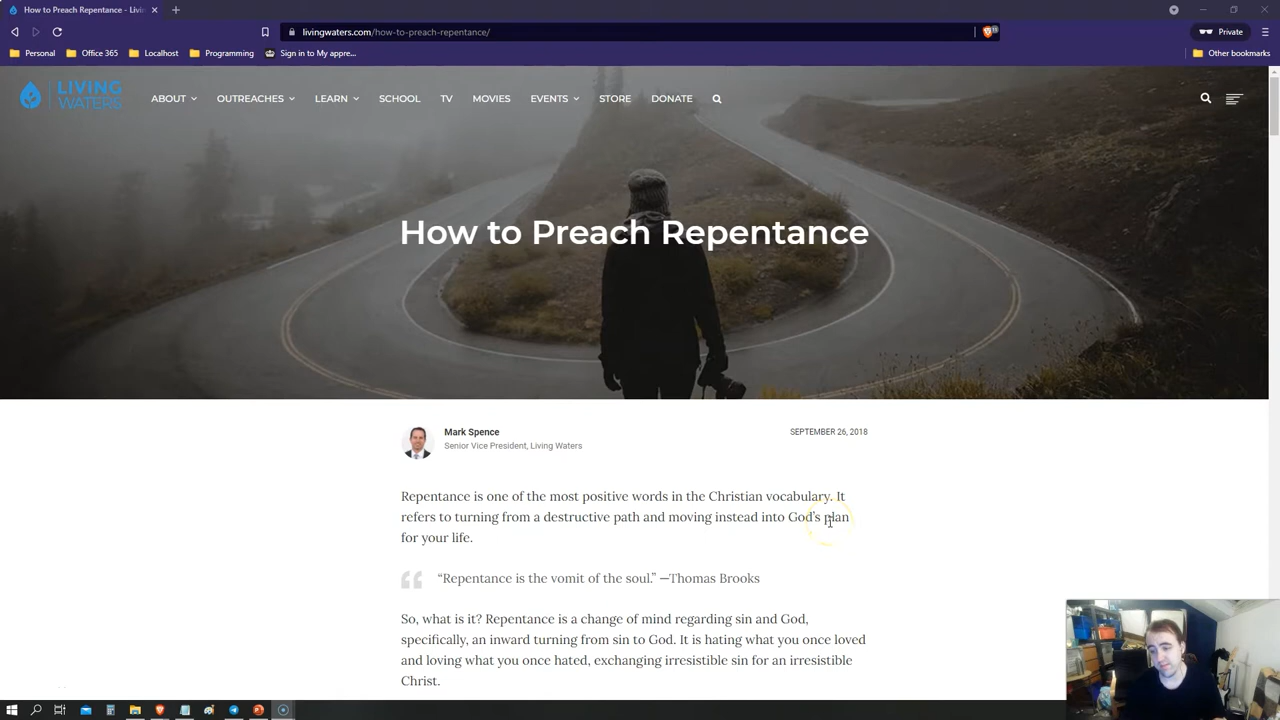 How to Preach Repentance - Livi
livingwaters.com/how-to-preach-repentance/
Private
Personal
Office 365
Localhost
Programming
Sign in to My appre...
Other bookmarks
LIVING
WATERS
ABOUT
OUTREACHES
LEARN
SCHOOL
TV
MOVIES
EVENTS
STORE
DONATE
How to Preach Repentance
Mark Spence
SEPTEMBER 26, 2018
Senior Vice President, Living Waters
Repentance is one of the most positive words in the Christian vocabulary. It
refers to turning from a destructive path and moving instead into God’s plan
for your life.
“Repentance is the vomit of the soul.” —Thomas Brooks
So, what is it? Repentance is a change of mind regarding sin and God,
specifically, an inward turning from sin to God. It is hating what you once loved
and loving what you once hated, exchanging irresistible sin for an irresistible
Christ.